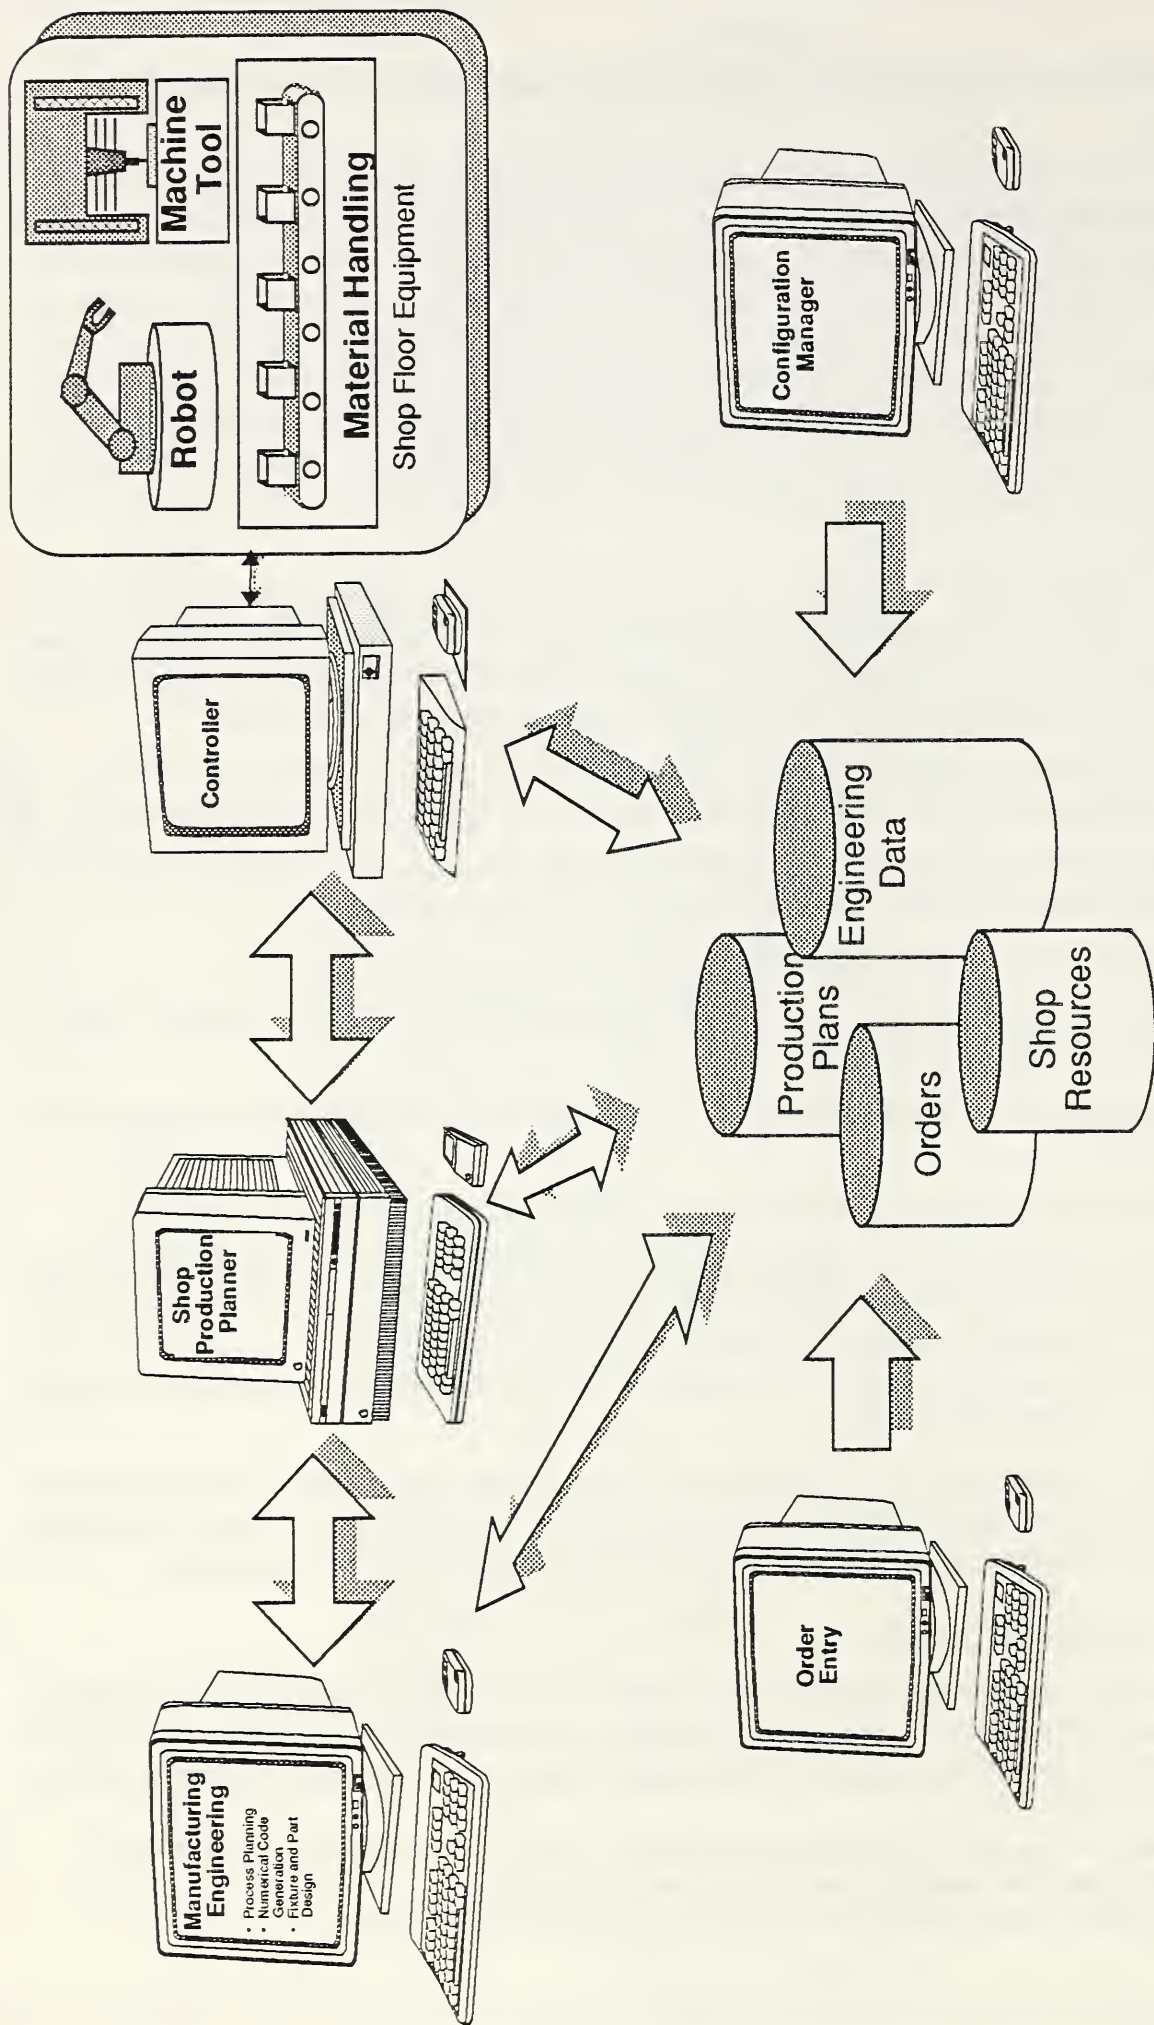 Manufacturing
Engineering
• Process Planning
• Numerical Code
Generation
• Fixture and Part
Design
Shop
Production
Planner
Controller
Robot
Machine
Tool
Material Handling
Shop Floor Equipment
Order
Entry
Production
Plans
Engineering
Data
Orders
Shop
Resources
Configuration
Manager